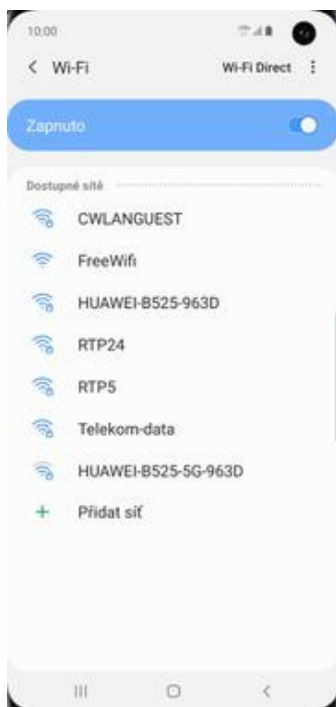 10:00
Wi-Fi
Wi-Fi Direct
Zapnuto
Dostupné sítě
CWLANGUEST
FreeWifi
HUAWEI-B525-963D
RTP24
RTP5
Telekom-data
HUAWEI-B525-5G-963D
Přidat síť